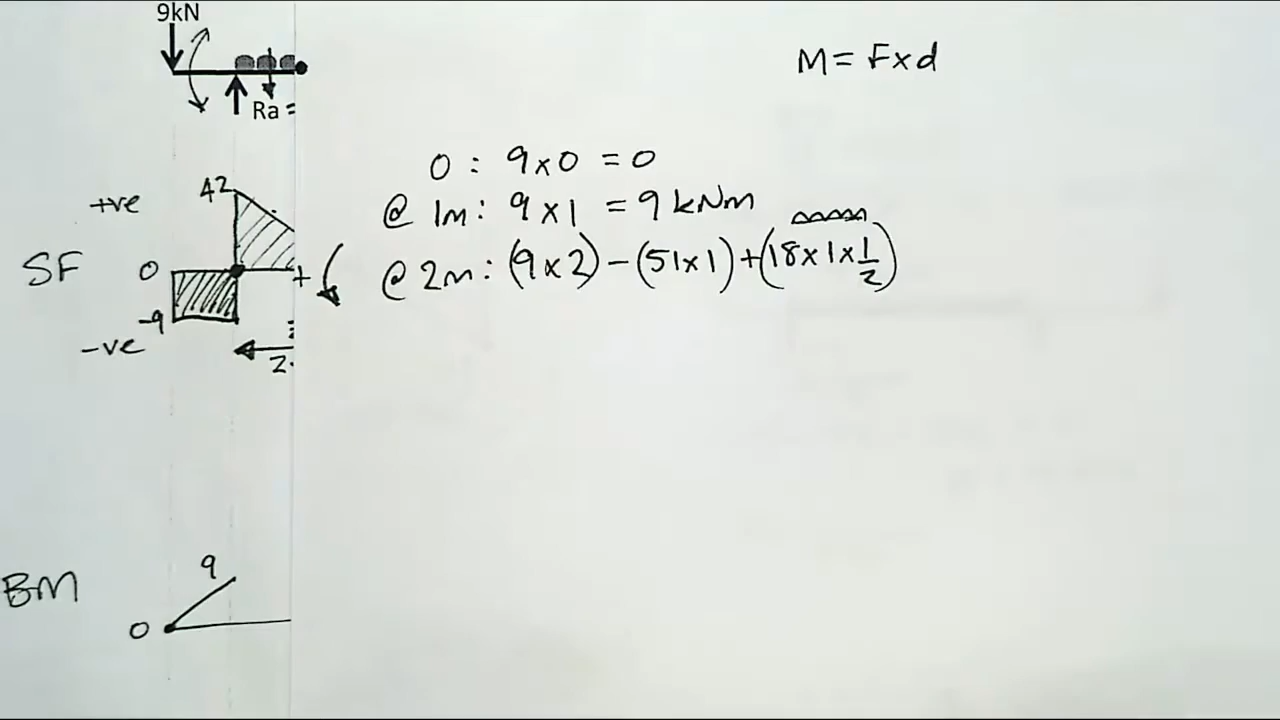 9kN
M = F x d
Ra =
0 : 9 x 0 = 0
42
+ve
@ 1m : 9 x 1 = 9 kNm
SF
0
+
@ 2m : (9 x 2) - (51 x 1) + (18 x 1 x 1/2)
-9
-ve
2.
9
BM
0